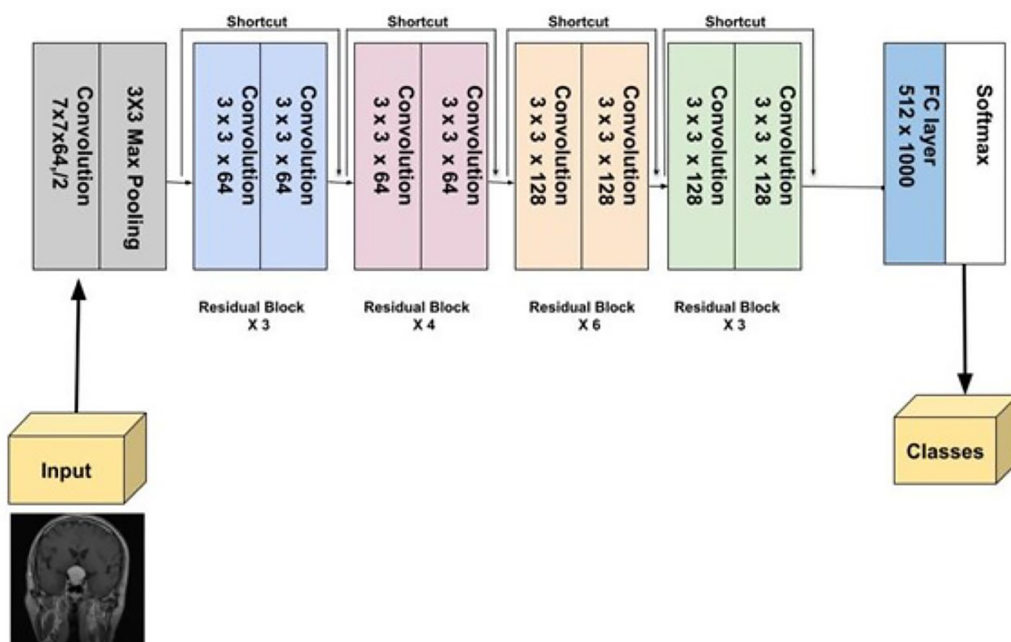 Shortcut
Shortcut
Shortcut
Shortcut
Convolution
7x7x64,/2
3X3 Max Pooling
Convolution
3 x 3 x 64
Convolution
3 x 3 x 64
Convolution
3 x 3 x 64
Convolution
3 x 3 x 64
Convolution
3 x 3 x 128
Convolution
3 x 3 x 128
Convolution
3 x 3 x 128
Convolution
3 x 3 x 128
FC layer
512 x 1000
Softmax
Residual Block
X 3
Residual Block
X 4
Residual Block
X 6
Residual Block
X 3
Input
Classes